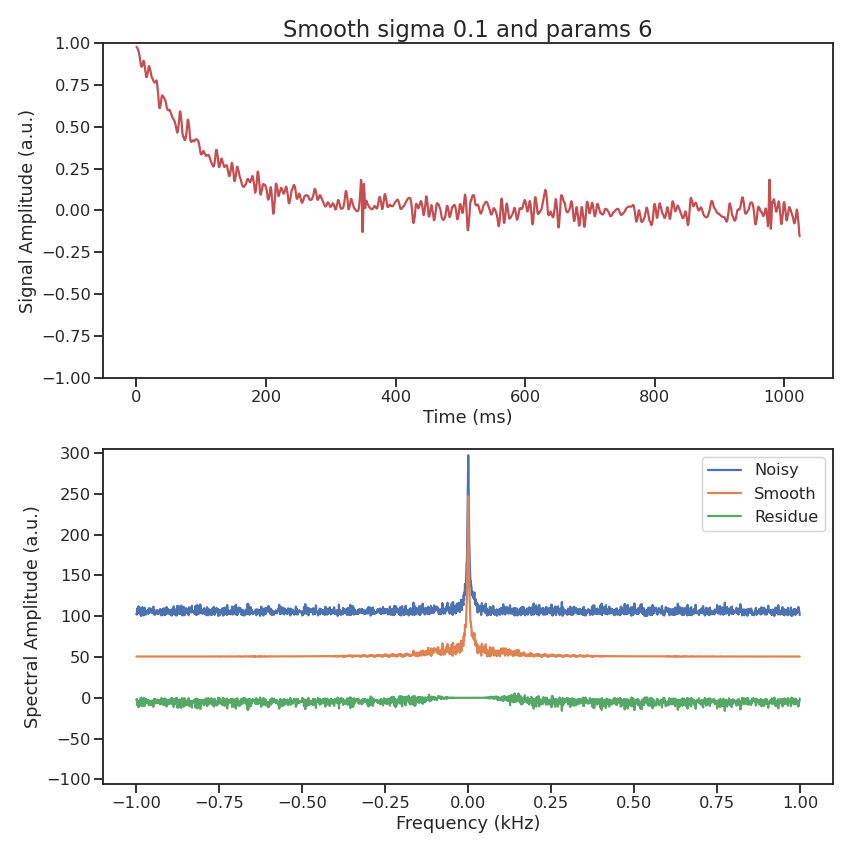 Smooth sigma 0.1 and params 6
1.00
0.75
0.50
0.25
0.00
−0.25
−0.50
−0.75
−1.00
Signal Amplitude (a.u.)
0 200 400 600 800 1000
Time (ms)
300
250
200
150
100
50
0
−50
−100
Spectral Amplitude (a.u.)
Noisy
Smooth
Residue
−1.00 −0.75 −0.50 −0.25 0.00 0.25 0.50 0.75 1.00
Frequency (kHz)